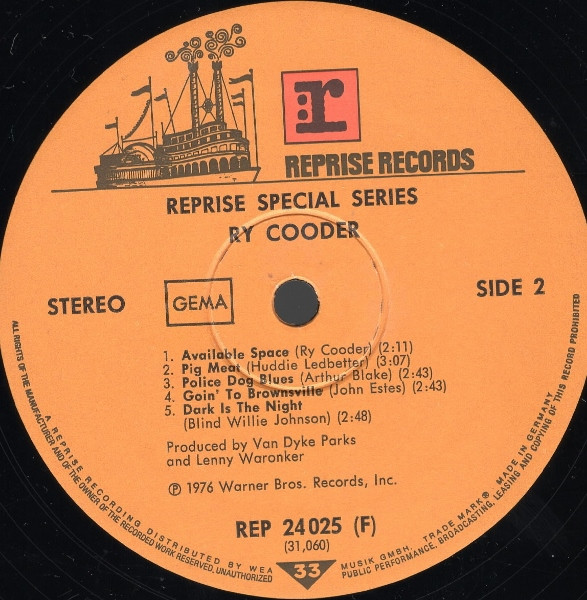 r
REPRISE RECORDS
REPRISE SPECIAL SERIES
RY COODER
STEREO
GEMA
SIDE 2
1. Available Space (Ry Cooder) (2:11)
2. Pig Meat (Huddie Ledbetter) (3:07)
3. Police Dog Blues (Arthur Blake) (2:43)
4. Goin' To Brownsville (John Estes) (2:43)
5. Dark Is The Night
(Blind Willie Johnson) (2:48)
Produced by Van Dyke Parks
and Lenny Waronker
℗ 1976 Warner Bros. Records, Inc.
REP 24 025 (F)
(31,060)
33
A REPRISE RECORDING DISTRIBUTED BY WEA MUSIK GMBH. TRADE MARK® MADE IN GERMANY
ALL RIGHTS OF THE MANUFACTURER AND OF THE OWNER OF THE RECORDED WORK RESERVED, UNAUTHORIZED PUBLIC PERFORMANCE, BROADCASTING, LEASING AND COPYING OF THIS RECORD PROHIBITED